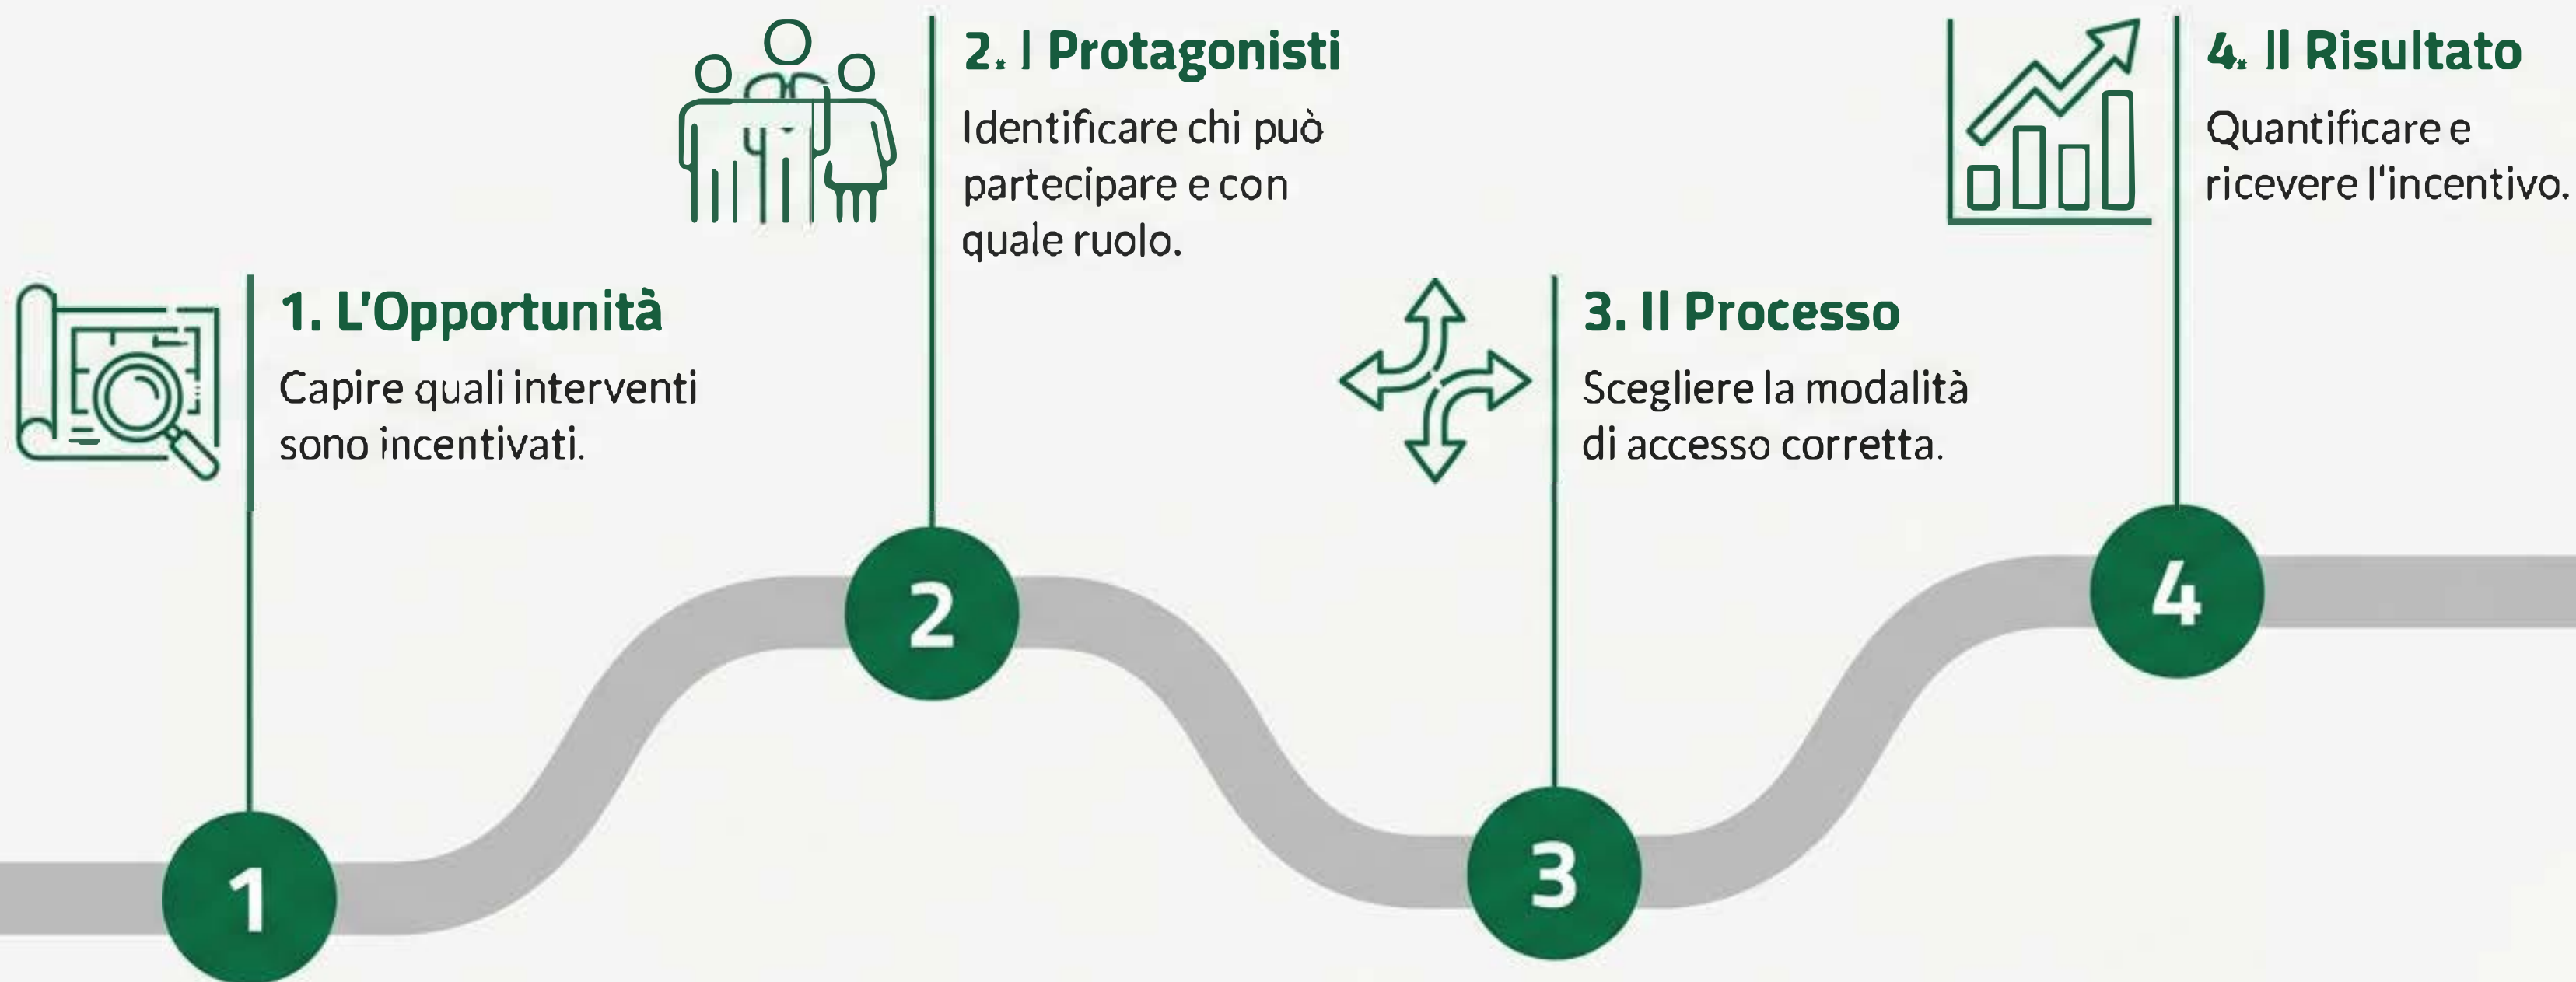 1. L'Opportunità
Capire quali interventi
sono incentivati.
2. I Protagonisti
Identificare chi può
partecipare e con
quale ruolo.
3. Il Processo
Scegliere la modalità
di accesso corretta.
4. Il Risultato
Quantificare e
ricevere l'incentivo.
1
2
3
4